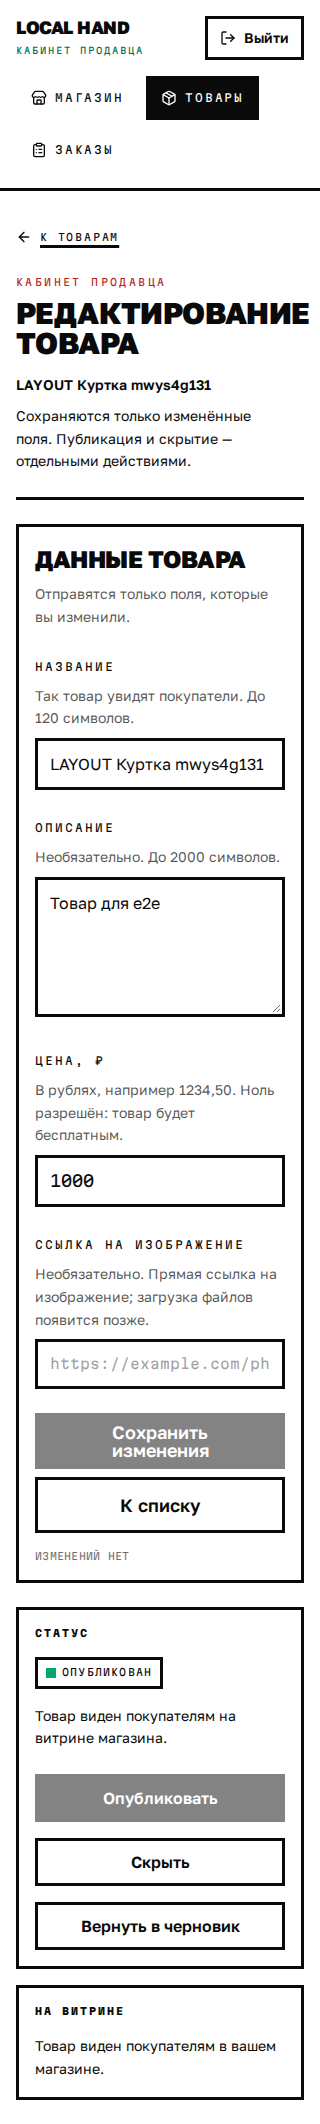 LOCAL HAND
КАБИНЕТ ПРОДАВЦА
Выйти
МАГАЗИН
ТОВАРЫ
ЗАКАЗЫ
К ТОВАРАМ
КАБИНЕТ ПРОДАВЦА
РЕДАКТИРОВАНИЕ
ТОВАРА
LAYOUT Куртка mwys4g131
Сохраняются только изменённые
поля. Публикация и скрытие —
отдельными действиями.
ДАННЫЕ ТОВАРА
Отправятся только поля, которые
вы изменили.
НАЗВАНИЕ
Так товар увидят покупатели. До
120 символов.
LAYOUT Куртка mwys4g131
ОПИСАНИЕ
Необязательно. До 2000 символов.
Товар для e2e
ЦЕНА, ₽
В рублях, например 1234,50. Ноль
разрешён: товар будет
бесплатным.
1000
ССЫЛКА НА ИЗОБРАЖЕНИЕ
Необязательно. Прямая ссылка на
изображение; загрузка файлов
появится позже.
https://example.com/ph
Сохранить
изменения
К списку
ИЗМЕНЕНИЙ НЕТ
СТАТУС
ОПУБЛИКОВАН
Товар виден покупателям на
витрине магазина.
Опубликовать
Скрыть
Вернуть в черновик
НА ВИТРИНЕ
Товар виден покупателям в вашем
магазине.